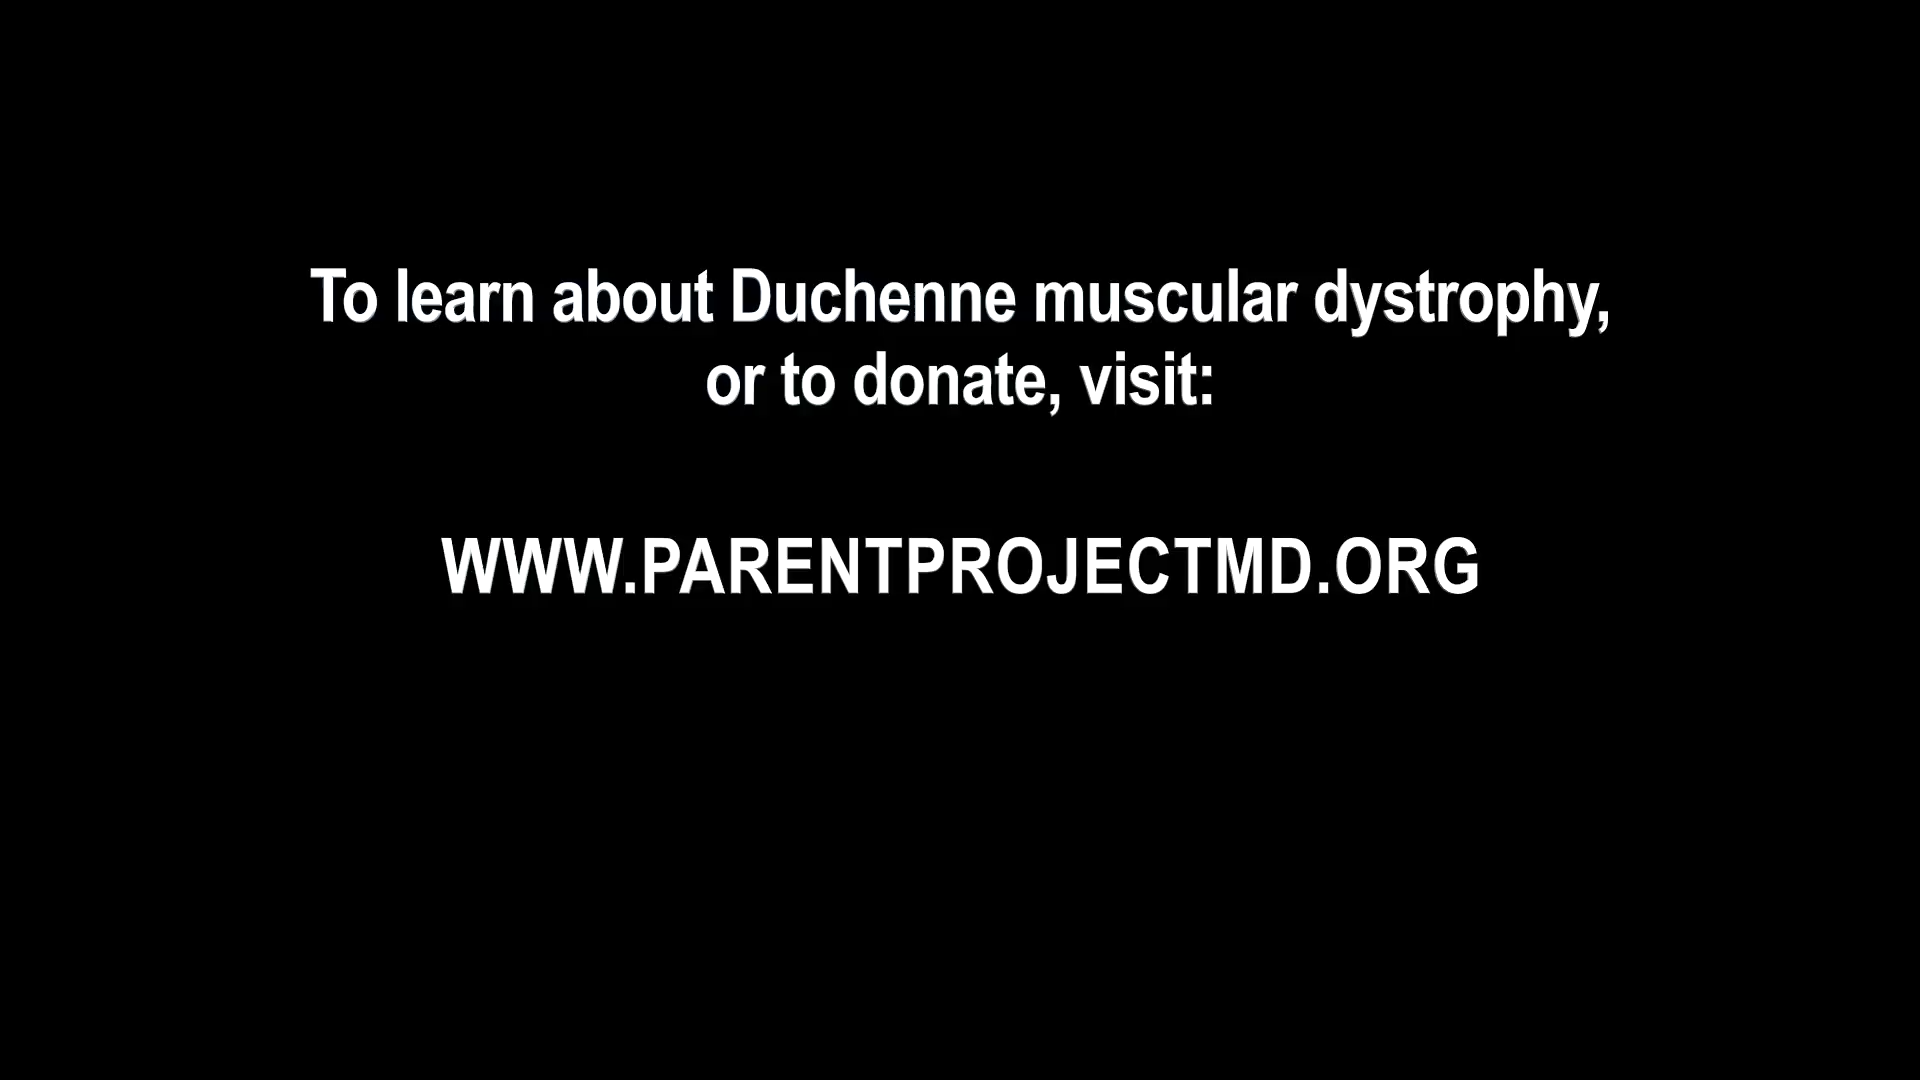 To learn about Duchenne muscular dystrophy,
or to donate, visit:
WWW.PARENTPROJECTMD.ORG